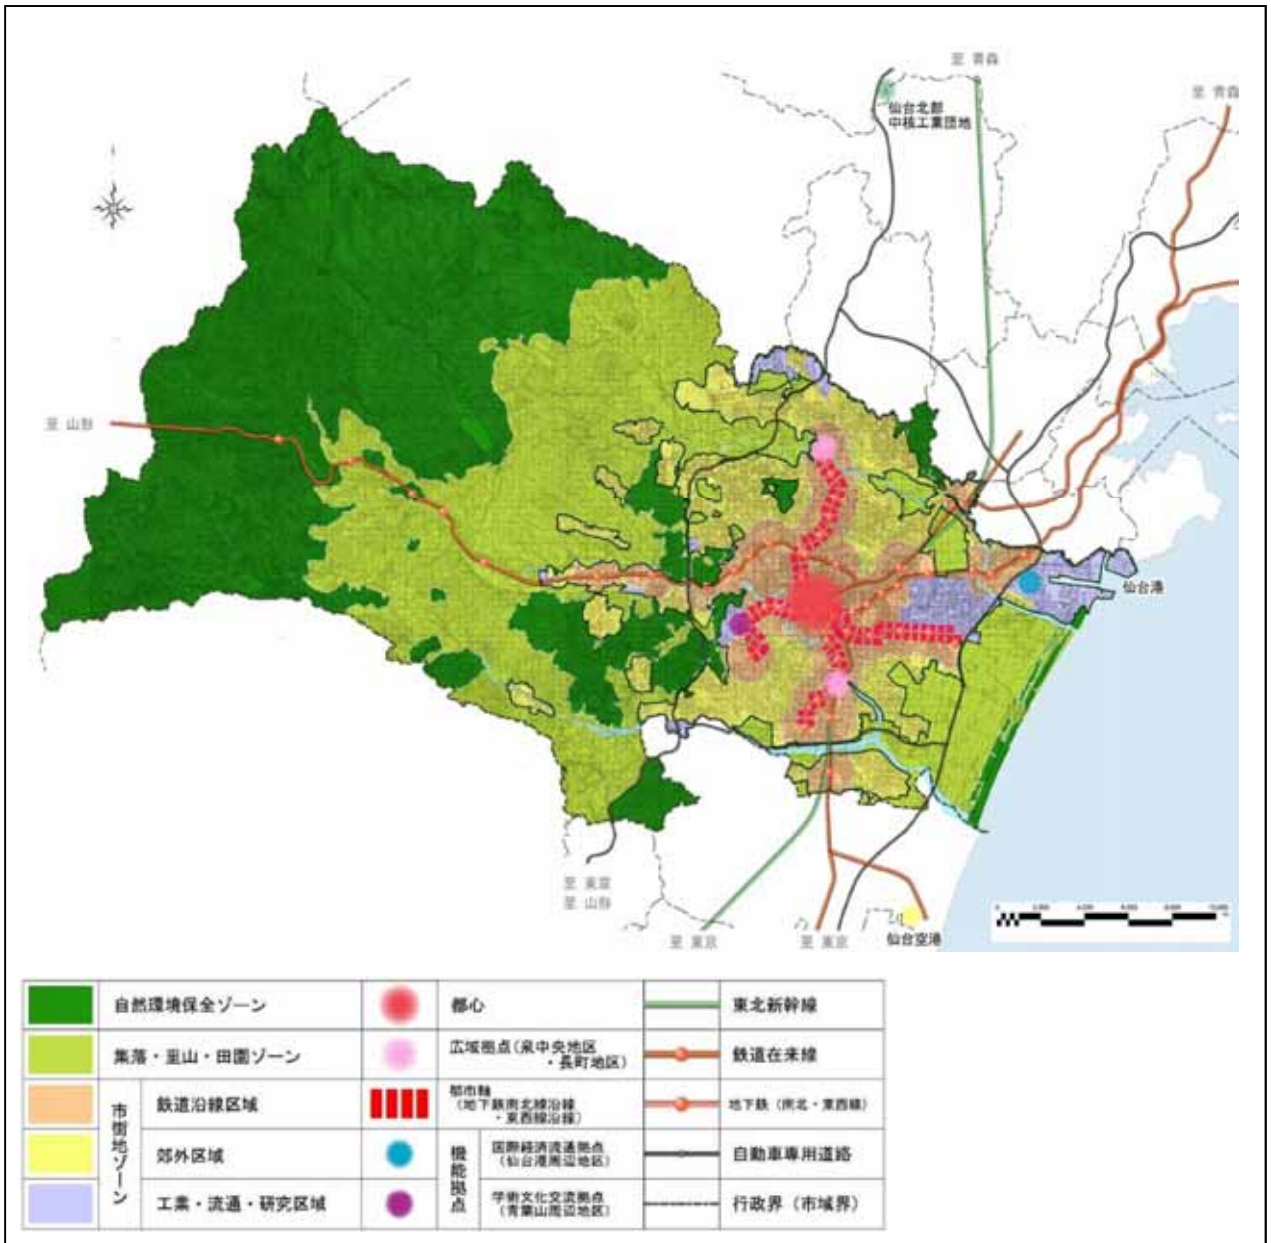 至 青森
至 青森
仙台北部
中核工業団地
至 山形
仙台港
至 東京
至 山形
至 東京
至 東京
仙台空港
自然環境保全ゾーン
都心
東北新幹線
集落・里山・田園ゾーン
広域拠点(泉中央地区
・長町地区)
鉄道在来線
市街地ゾーン
鉄道沿線区域
都市軸
(地下鉄南北線沿線
・東西線沿線)
地下鉄（南北・東西線）
郊外区域
機能拠点
国際経済流通拠点
(仙台港周辺地区)
自動車専用道路
工業・流通・研究区域
学術文化交流拠点
(青葉山周辺地区)
行政界（市域界）